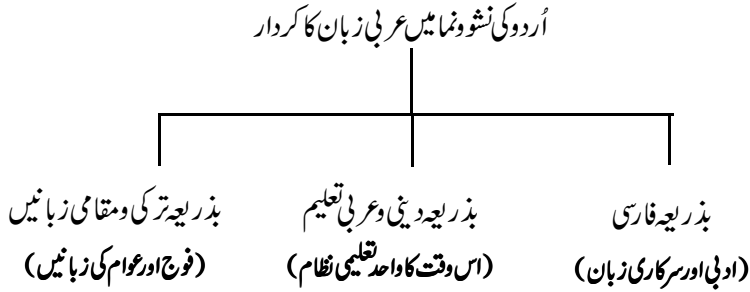 اُردو کی نشوونما میں عربی زبان کا کردار
بذریعہ فارسی
(ادبی اور سرکاری زبان)
بذریعہ دینی و عربی تعلیم
(اس وقت کا واحد تعلیمی نظام)
بذریعہ ترکی و مقامی زبانیں
(فوج اور عوام کی زبانیں)